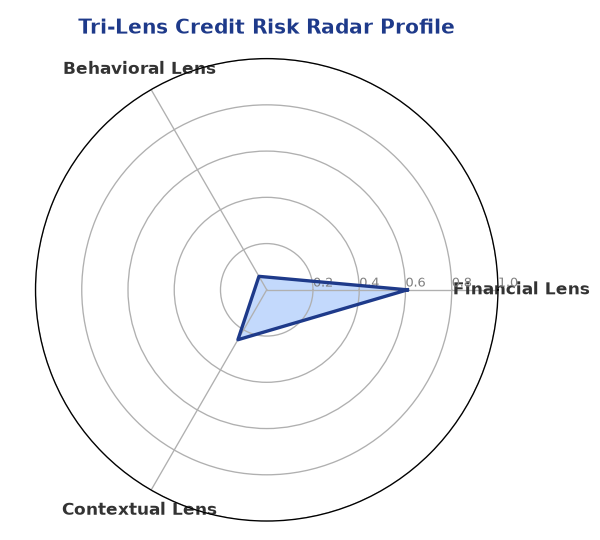 Tri-Lens Credit Risk Radar Profile
Behavioral Lens
0.2 0.4 0.6 0.8 1.0
Financial Lens
Contextual Lens